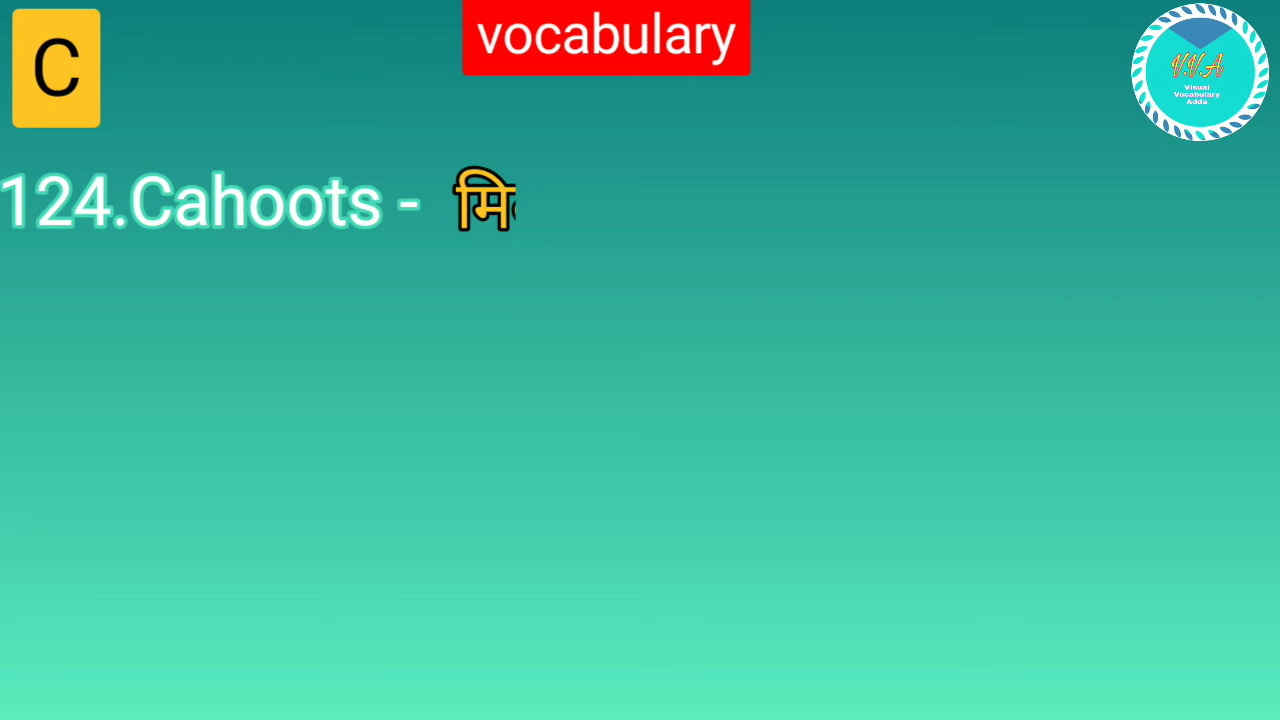 C
vocabulary
V.V.A
Visual
Vocabulary
Adda
124.Cahoots -